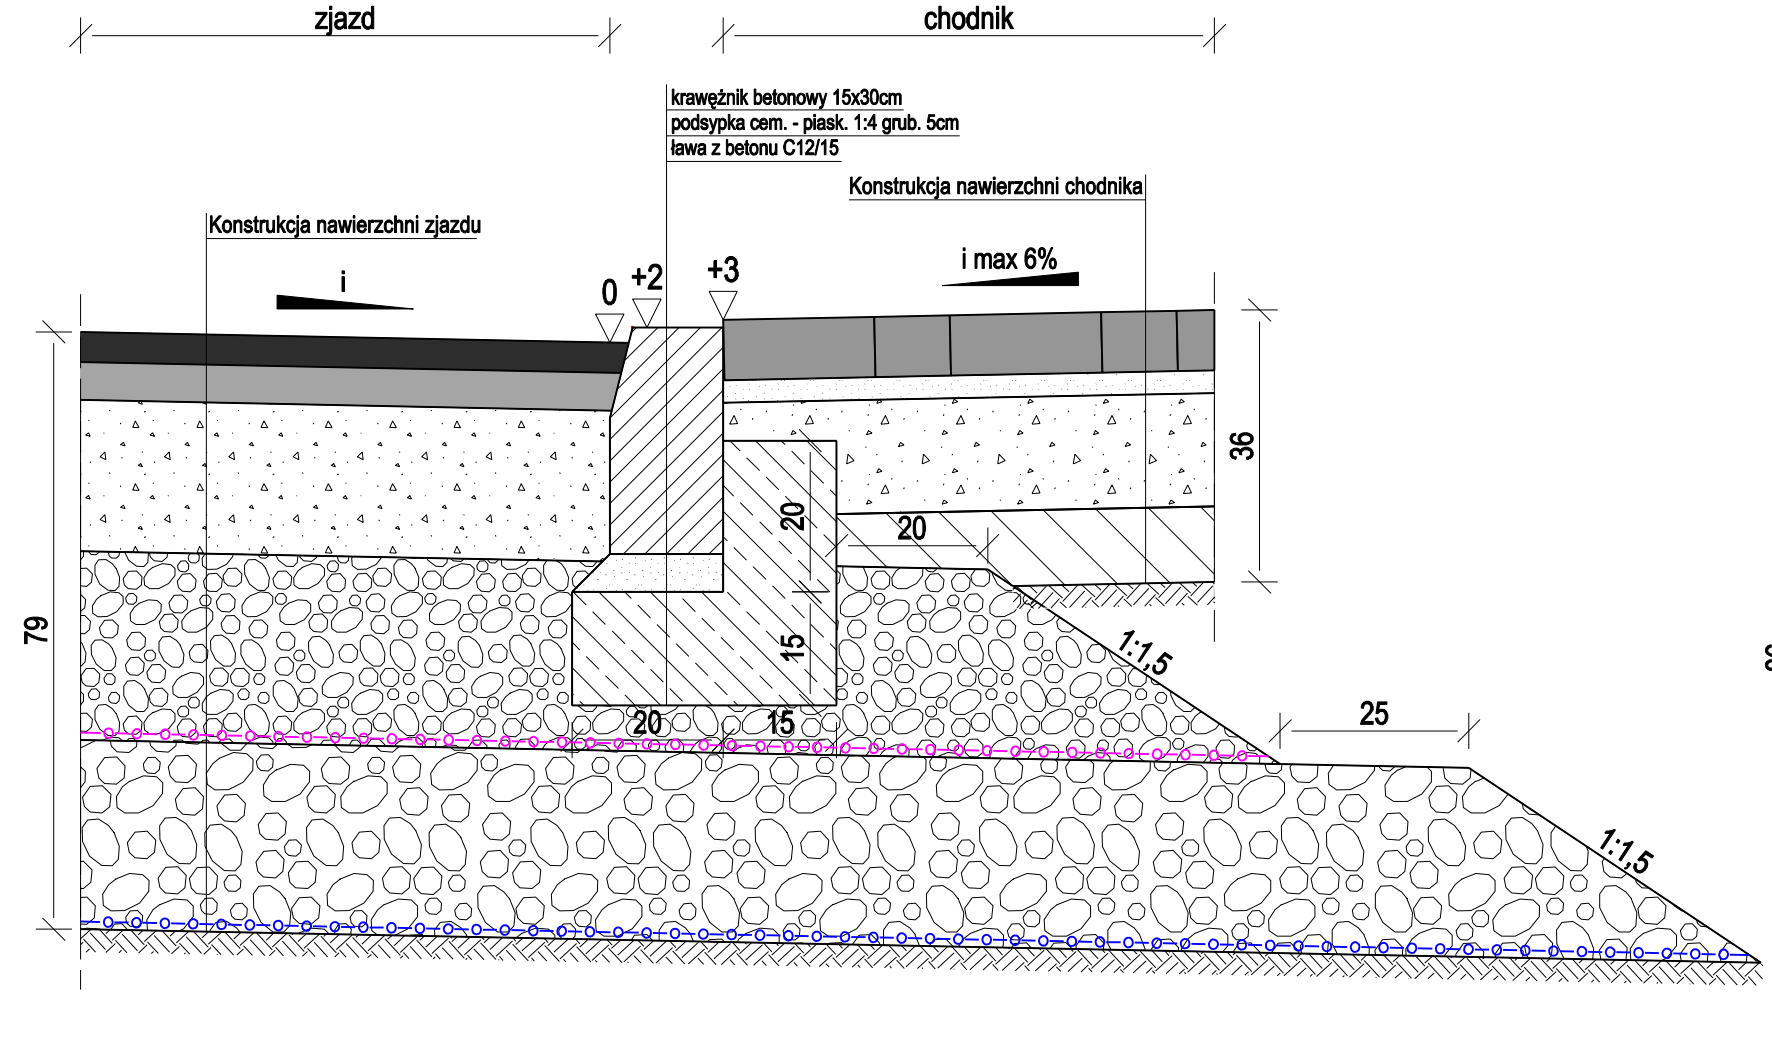 zjazd
chodnik
krawężnik betonowy 15x30cm
podsypka cem. - piask. 1:4 grub. 5cm
ława z betonu C12/15
Konstrukcja nawierzchni chodnika
Konstrukcja nawierzchni zjazdu
i
0
+2
+3
i max 6%
36
20
20
79
15
1:1,5
20
15
25
1:1,5